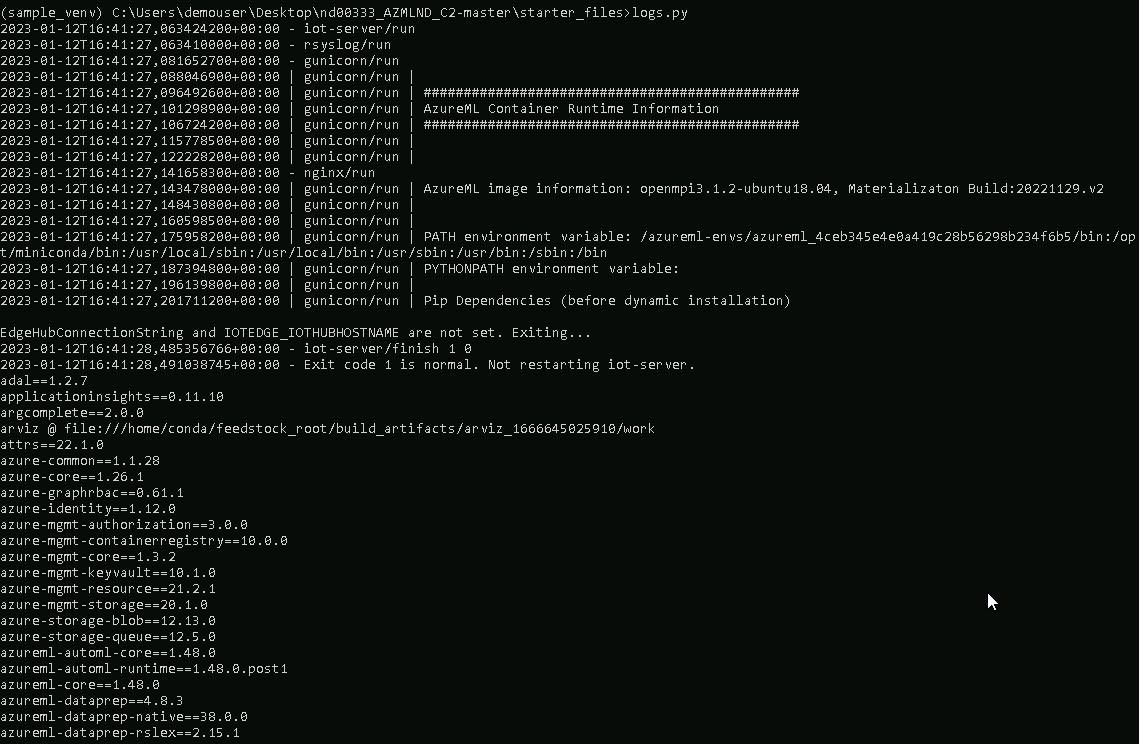 (sample_venv) C:\Users\demouser\Desktop\nd00333_AZMLND_C2-master\starter_files>logs.py
2023-01-12T16:41:27,063424200+00:00 - iot-server/run
2023-01-12T16:41:27,063410000+00:00 - rsyslog/run
2023-01-12T16:41:27,081652700+00:00 - gunicorn/run
2023-01-12T16:41:27,088046900+00:00 | gunicorn/run |
2023-01-12T16:41:27,096492600+00:00 | gunicorn/run | ###############################################
2023-01-12T16:41:27,101298900+00:00 | gunicorn/run | AzureML Container Runtime Information
2023-01-12T16:41:27,106724200+00:00 | gunicorn/run | ###############################################
2023-01-12T16:41:27,115778500+00:00 | gunicorn/run |
2023-01-12T16:41:27,122228200+00:00 | gunicorn/run |
2023-01-12T16:41:27,141658300+00:00 - nginx/run
2023-01-12T16:41:27,143478000+00:00 | gunicorn/run | AzureML image information: openmpi3.1.2-ubuntu18.04, Materializaton Build:20221129.v2
2023-01-12T16:41:27,148430800+00:00 | gunicorn/run |
2023-01-12T16:41:27,160598500+00:00 | gunicorn/run |
2023-01-12T16:41:27,175958200+00:00 | gunicorn/run | PATH environment variable: /azureml-envs/azureml_4ceb345e4e0a419c28b56298b234f6b5/bin:/op
t/miniconda/bin:/usr/local/sbin:/usr/local/bin:/usr/sbin:/usr/bin:/sbin:/bin
2023-01-12T16:41:27,187394800+00:00 | gunicorn/run | PYTHONPATH environment variable:
2023-01-12T16:41:27,196139800+00:00 | gunicorn/run |
2023-01-12T16:41:27,201711200+00:00 | gunicorn/run | Pip Dependencies (before dynamic installation)
EdgeHubConnectionString and IOTEDGE_IOTHUBHOSTNAME are not set. Exiting...
2023-01-12T16:41:28,485356766+00:00 - iot-server/finish 1 0
2023-01-12T16:41:28,491038745+00:00 - Exit code 1 is normal. Not restarting iot-server.
adal==1.2.7
applicationinsights==0.11.10
argcomplete==2.0.0
arviz @ file:///home/conda/feedstock_root/build_artifacts/arviz_1666645025910/work
attrs==22.1.0
azure-common==1.1.28
azure-core==1.26.1
azure-graphrbac==0.61.1
azure-identity==1.12.0
azure-mgmt-authorization==3.0.0
azure-mgmt-containerregistry==10.0.0
azure-mgmt-core==1.3.2
azure-mgmt-keyvault==10.1.0
azure-mgmt-resource==21.2.1
azure-mgmt-storage==20.1.0
azure-storage-blob==12.13.0
azure-storage-queue==12.5.0
azureml-automl-core==1.48.0
azureml-automl-runtime==1.48.0.post1
azureml-core==1.48.0
azureml-dataprep==4.8.3
azureml-dataprep-native==38.0.0
azureml-dataprep-rslex==2.15.1